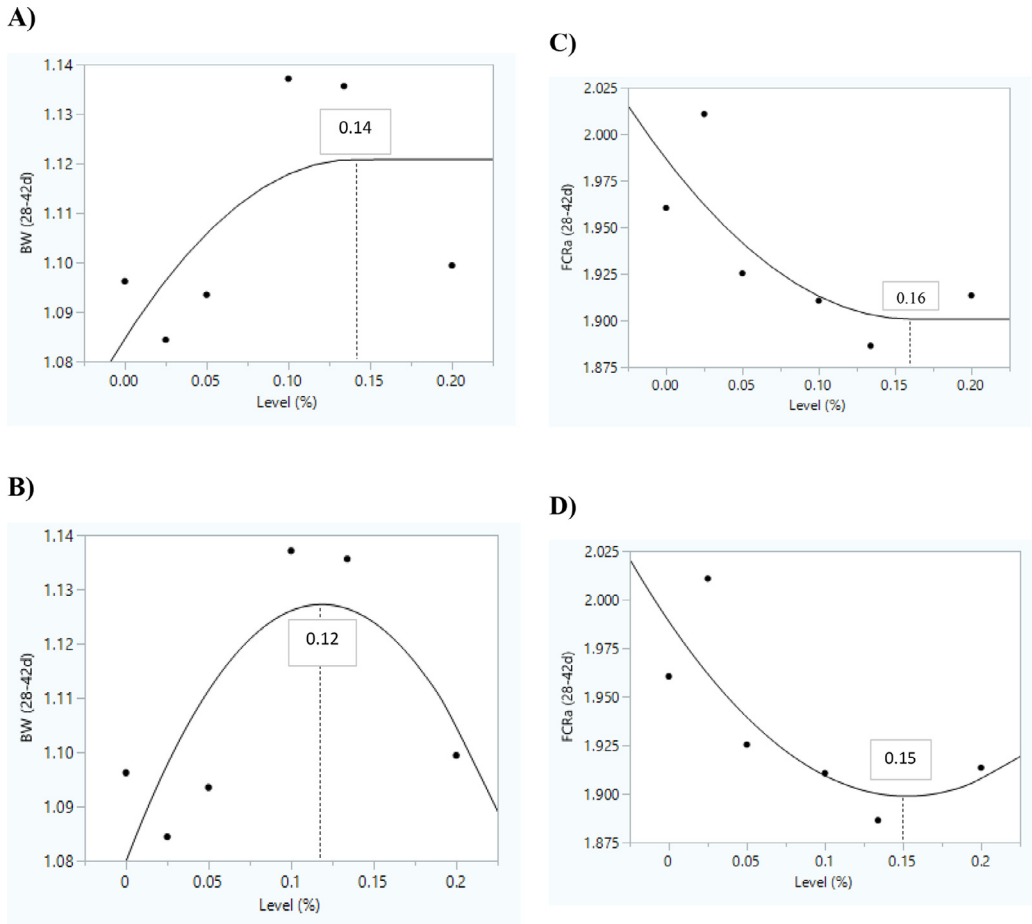 A)
1.14
1.13
1.12
1.11
1.10
1.09
1.08
BW (28-42d)
0.14
0.00 0.05 0.10 0.15 0.20
Level (%)
C)
2.025
2.000
1.975
1.950
1.925
1.900
1.875
FCRa (28-42d)
0.16
0.00 0.05 0.10 0.15 0.20
Level (%)
B)
1.14
1.13
1.12
1.11
1.10
1.09
1.08
BW (28-42d)
0.12
0 0.05 0.1 0.15 0.2
Level (%)
D)
2.025
2.000
1.975
1.950
1.925
1.900
1.875
FCRa (28-42d)
0.15
0 0.05 0.1 0.15 0.2
Level (%)